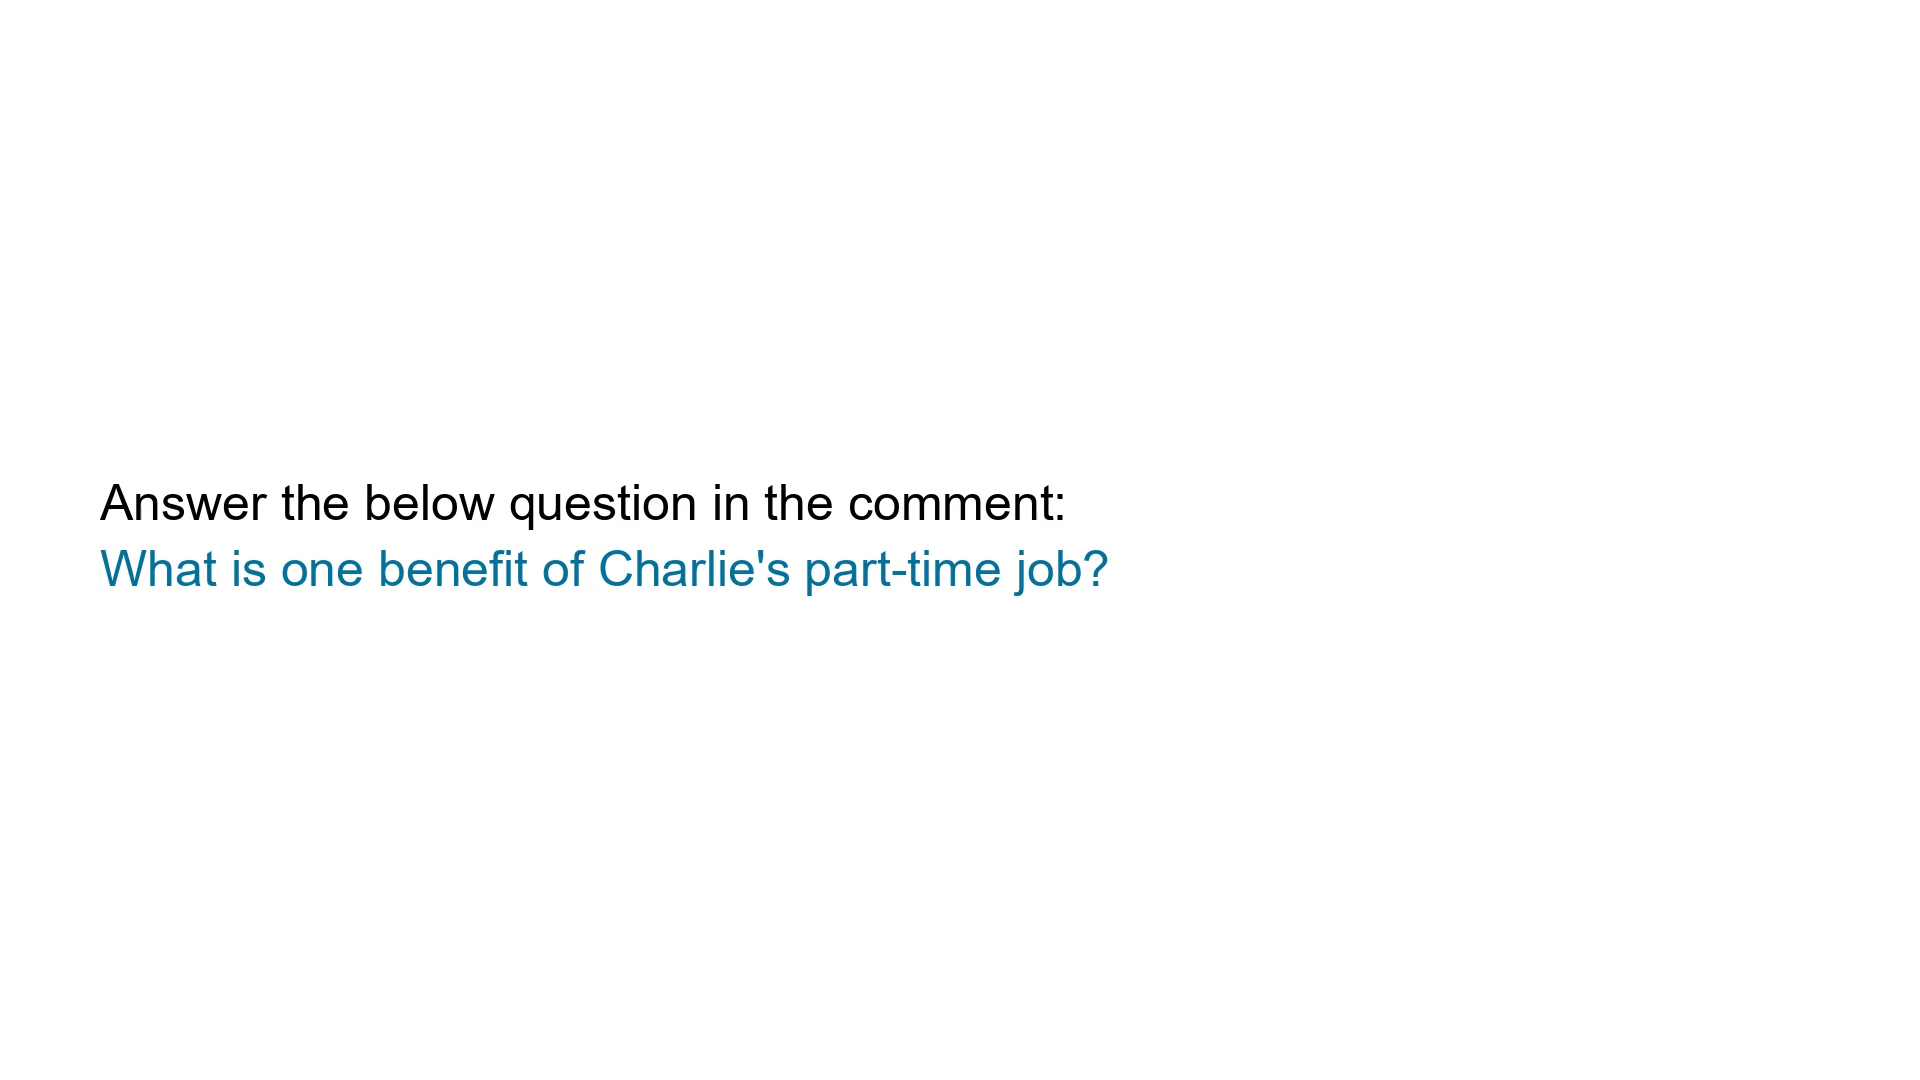 Answer the below question in the comment:
What is one benefit of Charlie's part-time job?